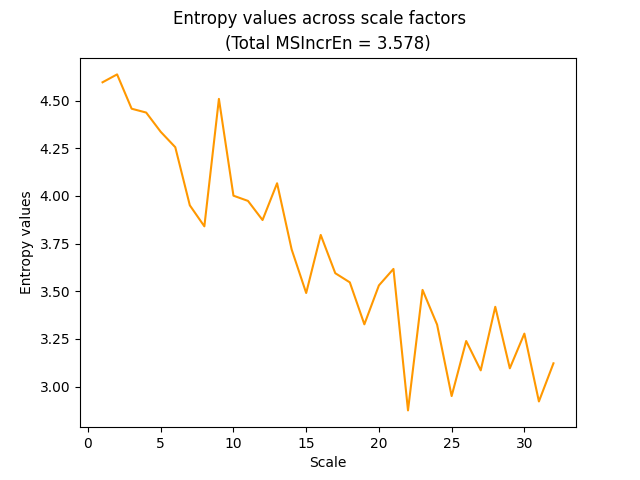 Entropy values across scale factors
(Total MSIncrEn = 3.578)
4.50
4.25
4.00
3.75
3.50
3.25
3.00
Entropy values
0 5 10 15 20 25 30
Scale